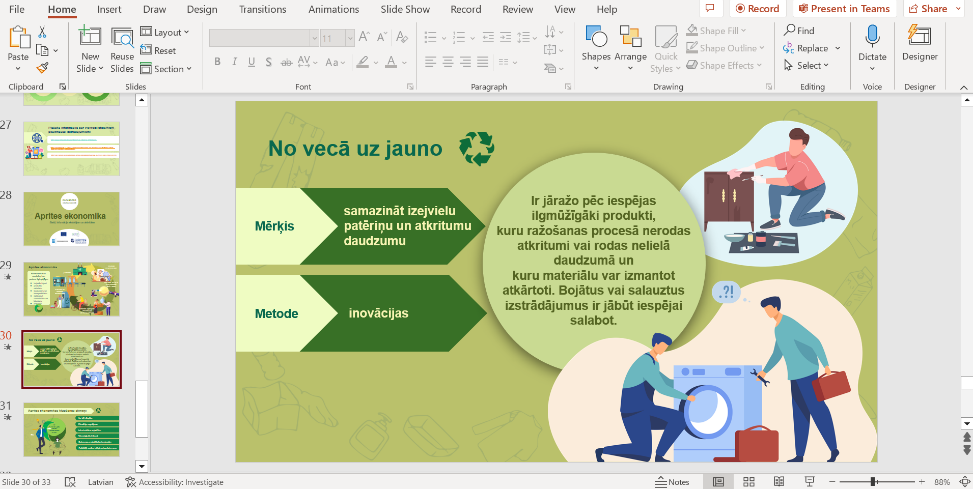 File Home Insert Draw Design Transitions Animations Slide Show Record Review View Help Record Present in Teams Share
Paste
New Slide
Reuse Slides
Layout
Reset
Section
11
B I U S ab AV Aa A
Shapes Arrange Quick Styles
Shape Fill
Shape Outline
Shape Effects
Find
Replace
Select
Dictate
Designer
Clipboard Slides Font Paragraph Drawing Editing Voice Designer
27
28
Aprites ekonomika
29
30
31
No vecā uz jauno
Mērķis
samazināt izejvielu
patēriņu un atkritumu
daudzumu
Metode
inovācijas
Ir jāražo pēc iespējas
ilgmūžīgāki produkti,
kuru ražošanas procesā nerodas
atkritumi vai rodas nelielā
daudzumā un
kuru materiālu var izmantot
atkārtoti. Bojātus vai salauztus
izstrādājumus ir jābūt iespējai
salabot.
.?!
Slide 30 of 33 Latvian Accessibility: Investigate Notes 88%